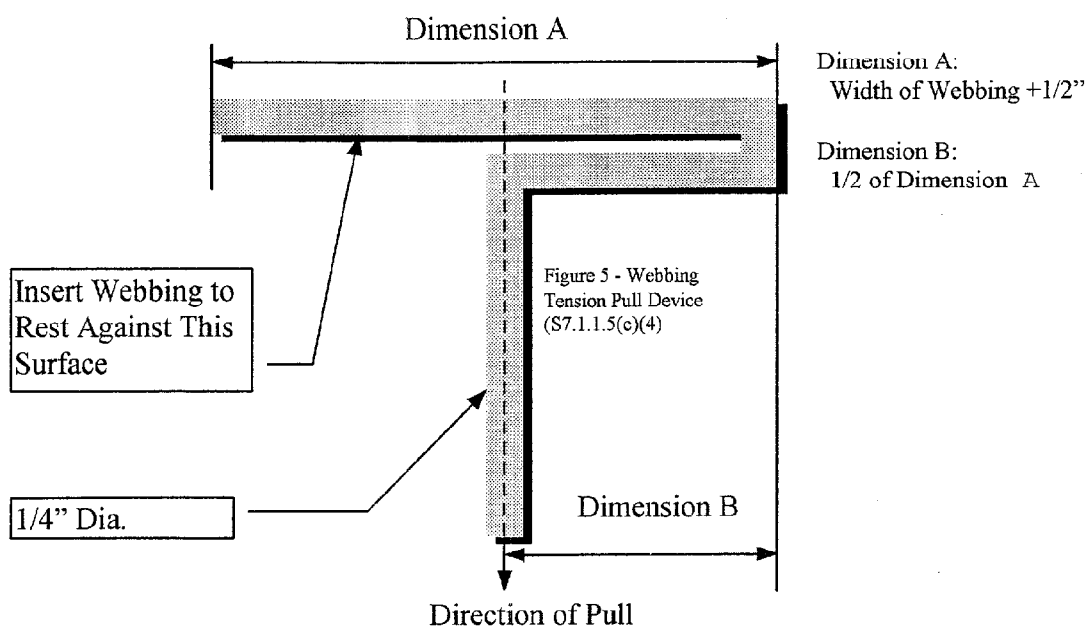 Dimension A
Dimension A:
Width of Webbing +1/2”
Dimension B:
1/2 of Dimension A
Insert Webbing to
Rest Against This
Surface
Figure 5 - Webbing
Tension Pull Device
(S7.1.1.5(c)(4)
1/4” Dia.
Dimension B
Direction of Pull